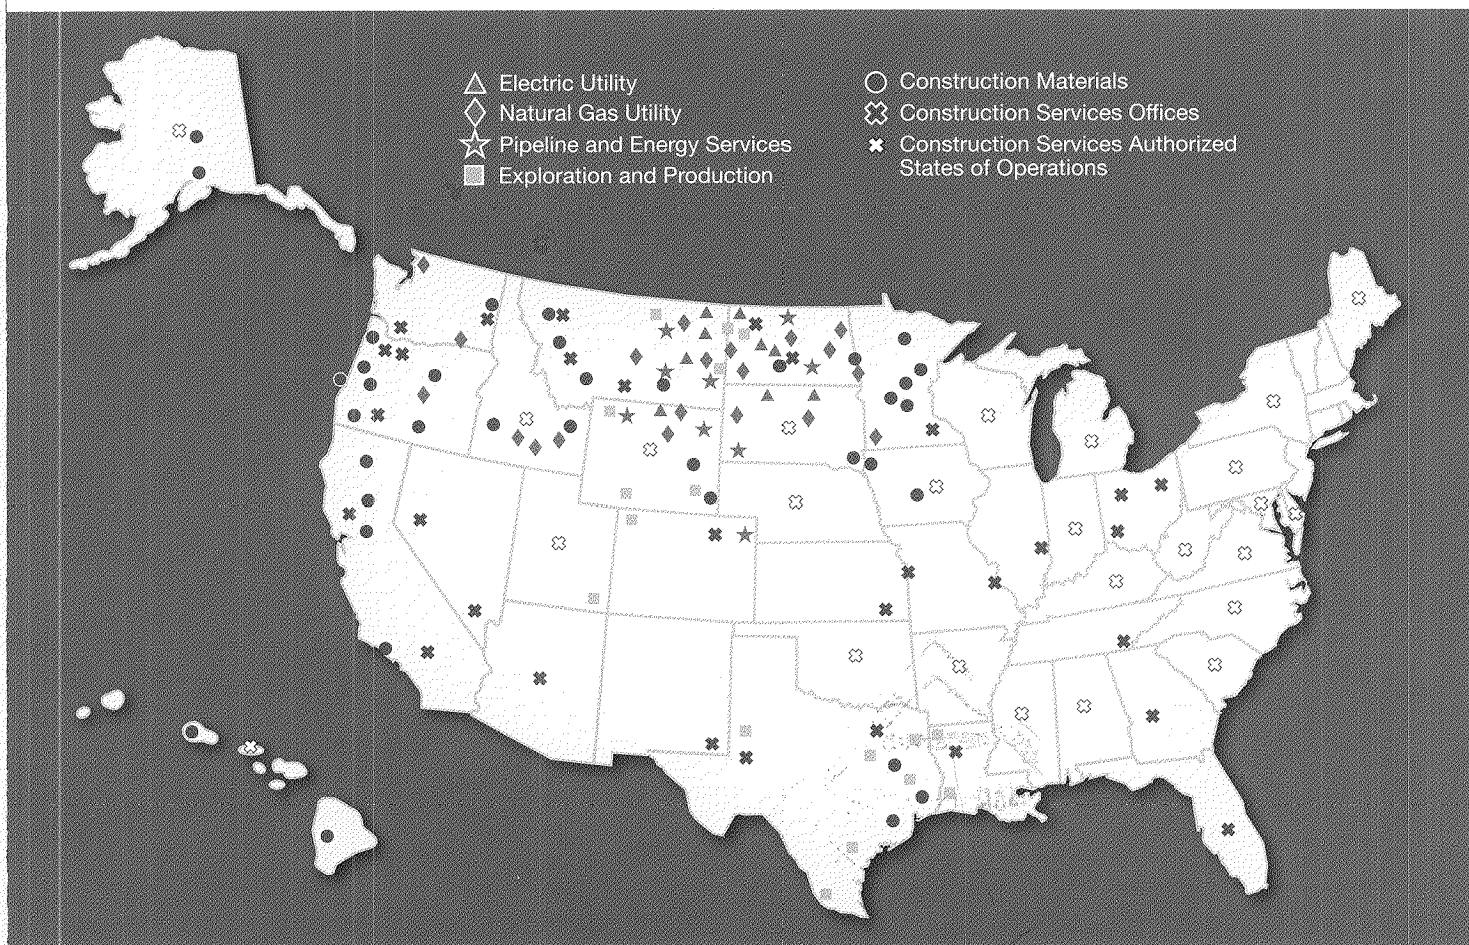 Electric Utility
Natural Gas Utility
Pipeline and Energy Services
Exploration and Production
Construction Materials
Construction Services Offices
Construction Services Authorized
States of Operations